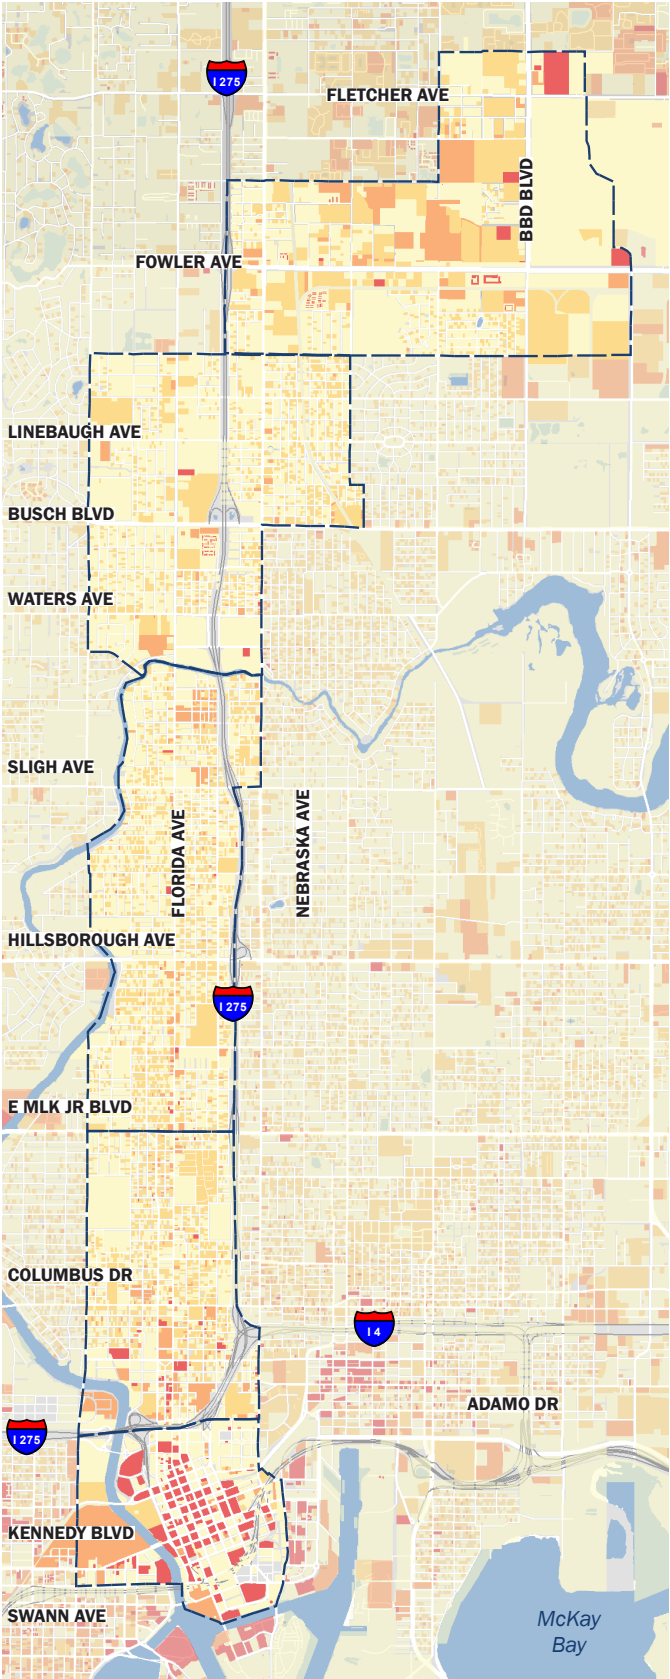 I 275
FLETCHER AVE
BBD BLVD
FOWLER AVE
LINEBAUGH AVE
BUSCH BLVD
WATERS AVE
SLIGH AVE
FLORIDA AVE
NEBRASKA AVE
HILLSBOROUGH AVE
I 275
E MLK JR BLVD
COLUMBUS DR
I 4
ADAMO DR
I 275
KENNEDY BLVD
SWANN AVE
McKay
Bay